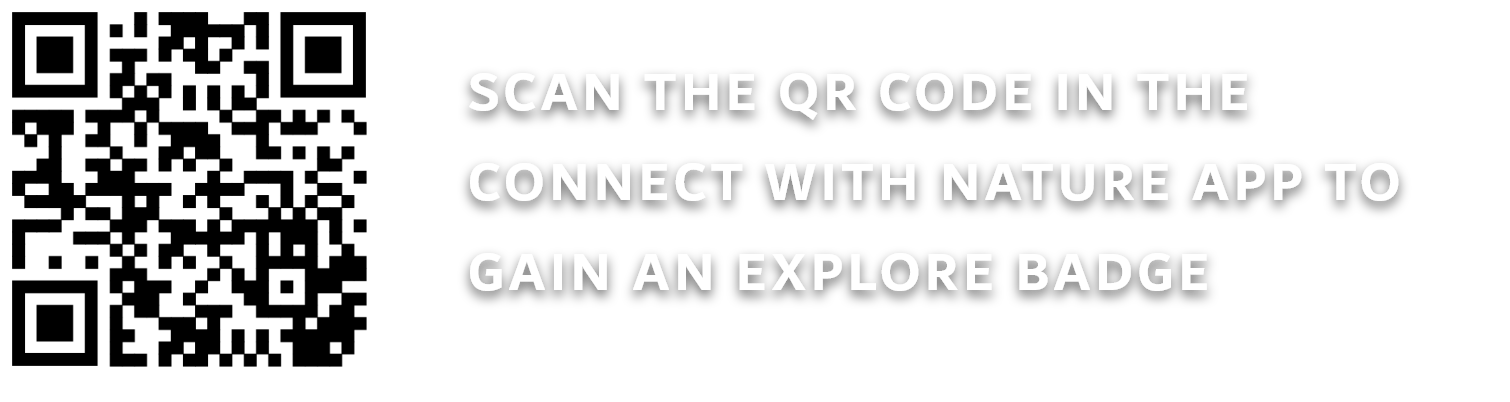 SCAN THE QR CODE IN THE
CONNECT WITH NATURE APP TO
GAIN AN EXPLORE BADGE